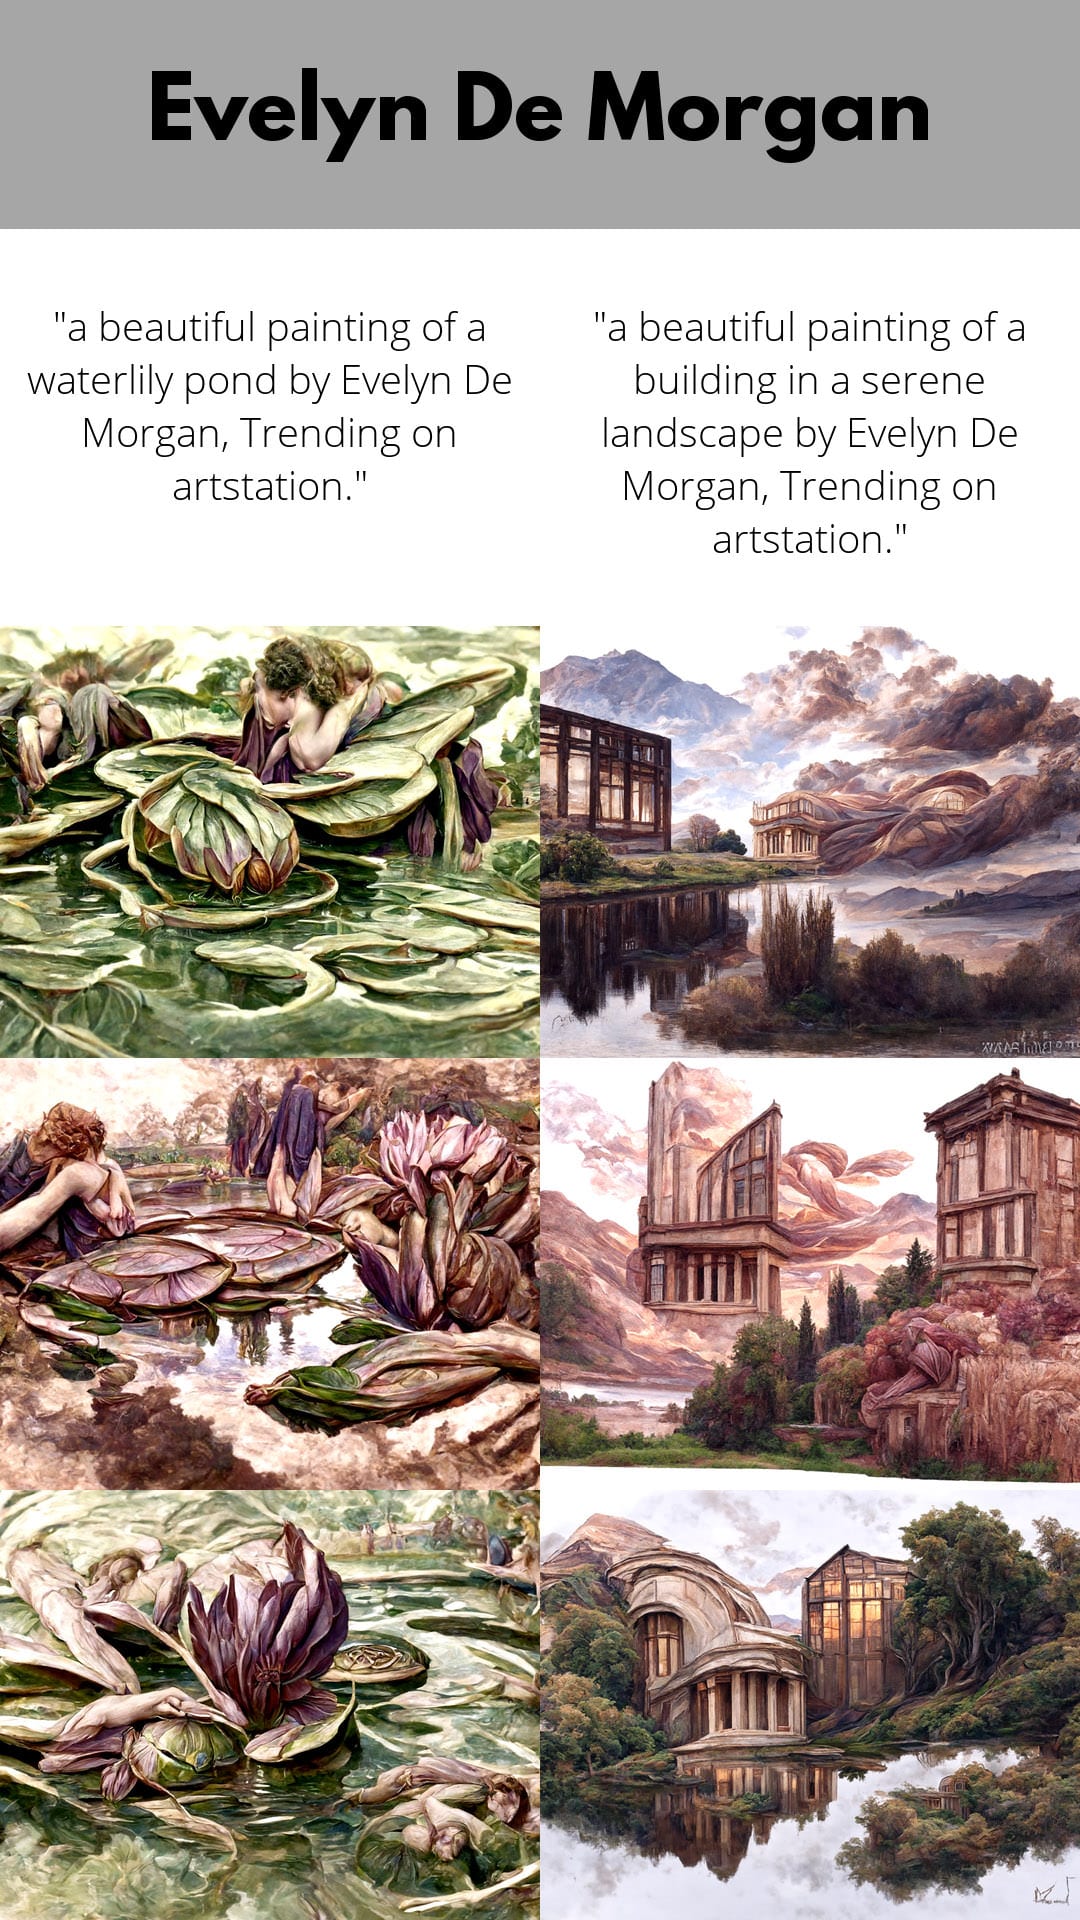 Evelyn De Morgan
"a beautiful painting of a
waterlily pond by Evelyn De
Morgan, Trending on
artstation."
"a beautiful painting of a
building in a serene
landscape by Evelyn De
Morgan, Trending on
artstation."